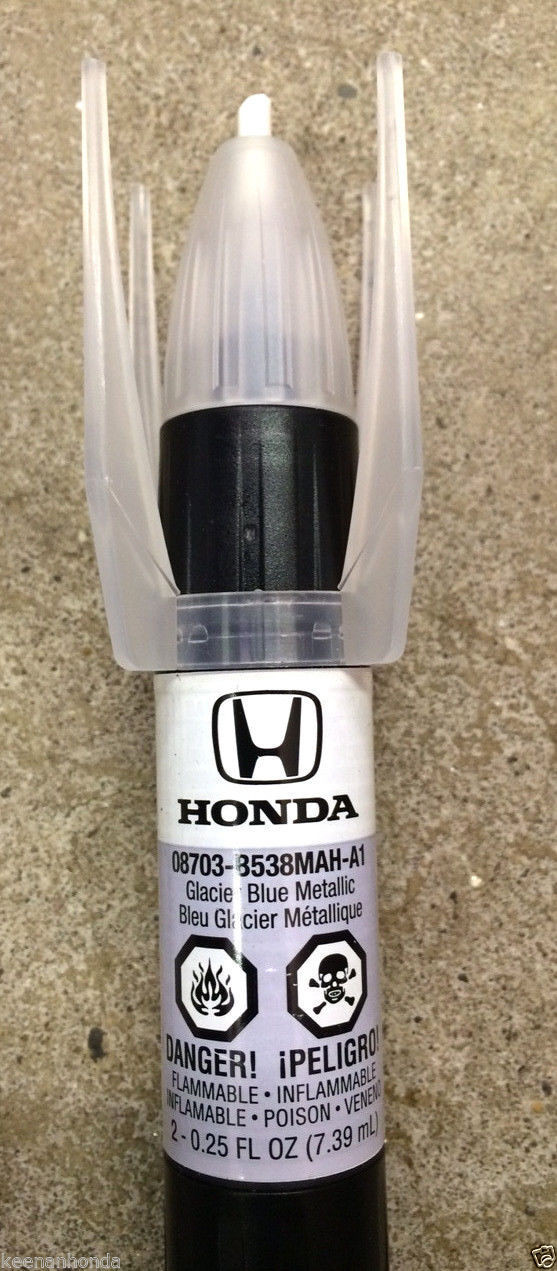 HONDA
08703-B538MAH-A1
Glacier Blue Metallic
Bleu Glacier Métallique
DANGER! ¡PELIGRO!
FLAMMABLE • INFLAMMABLE
INFLAMABLE • POISON • VENENO
2 - 0.25 FL OZ (7.39 mL)
keenanhonda